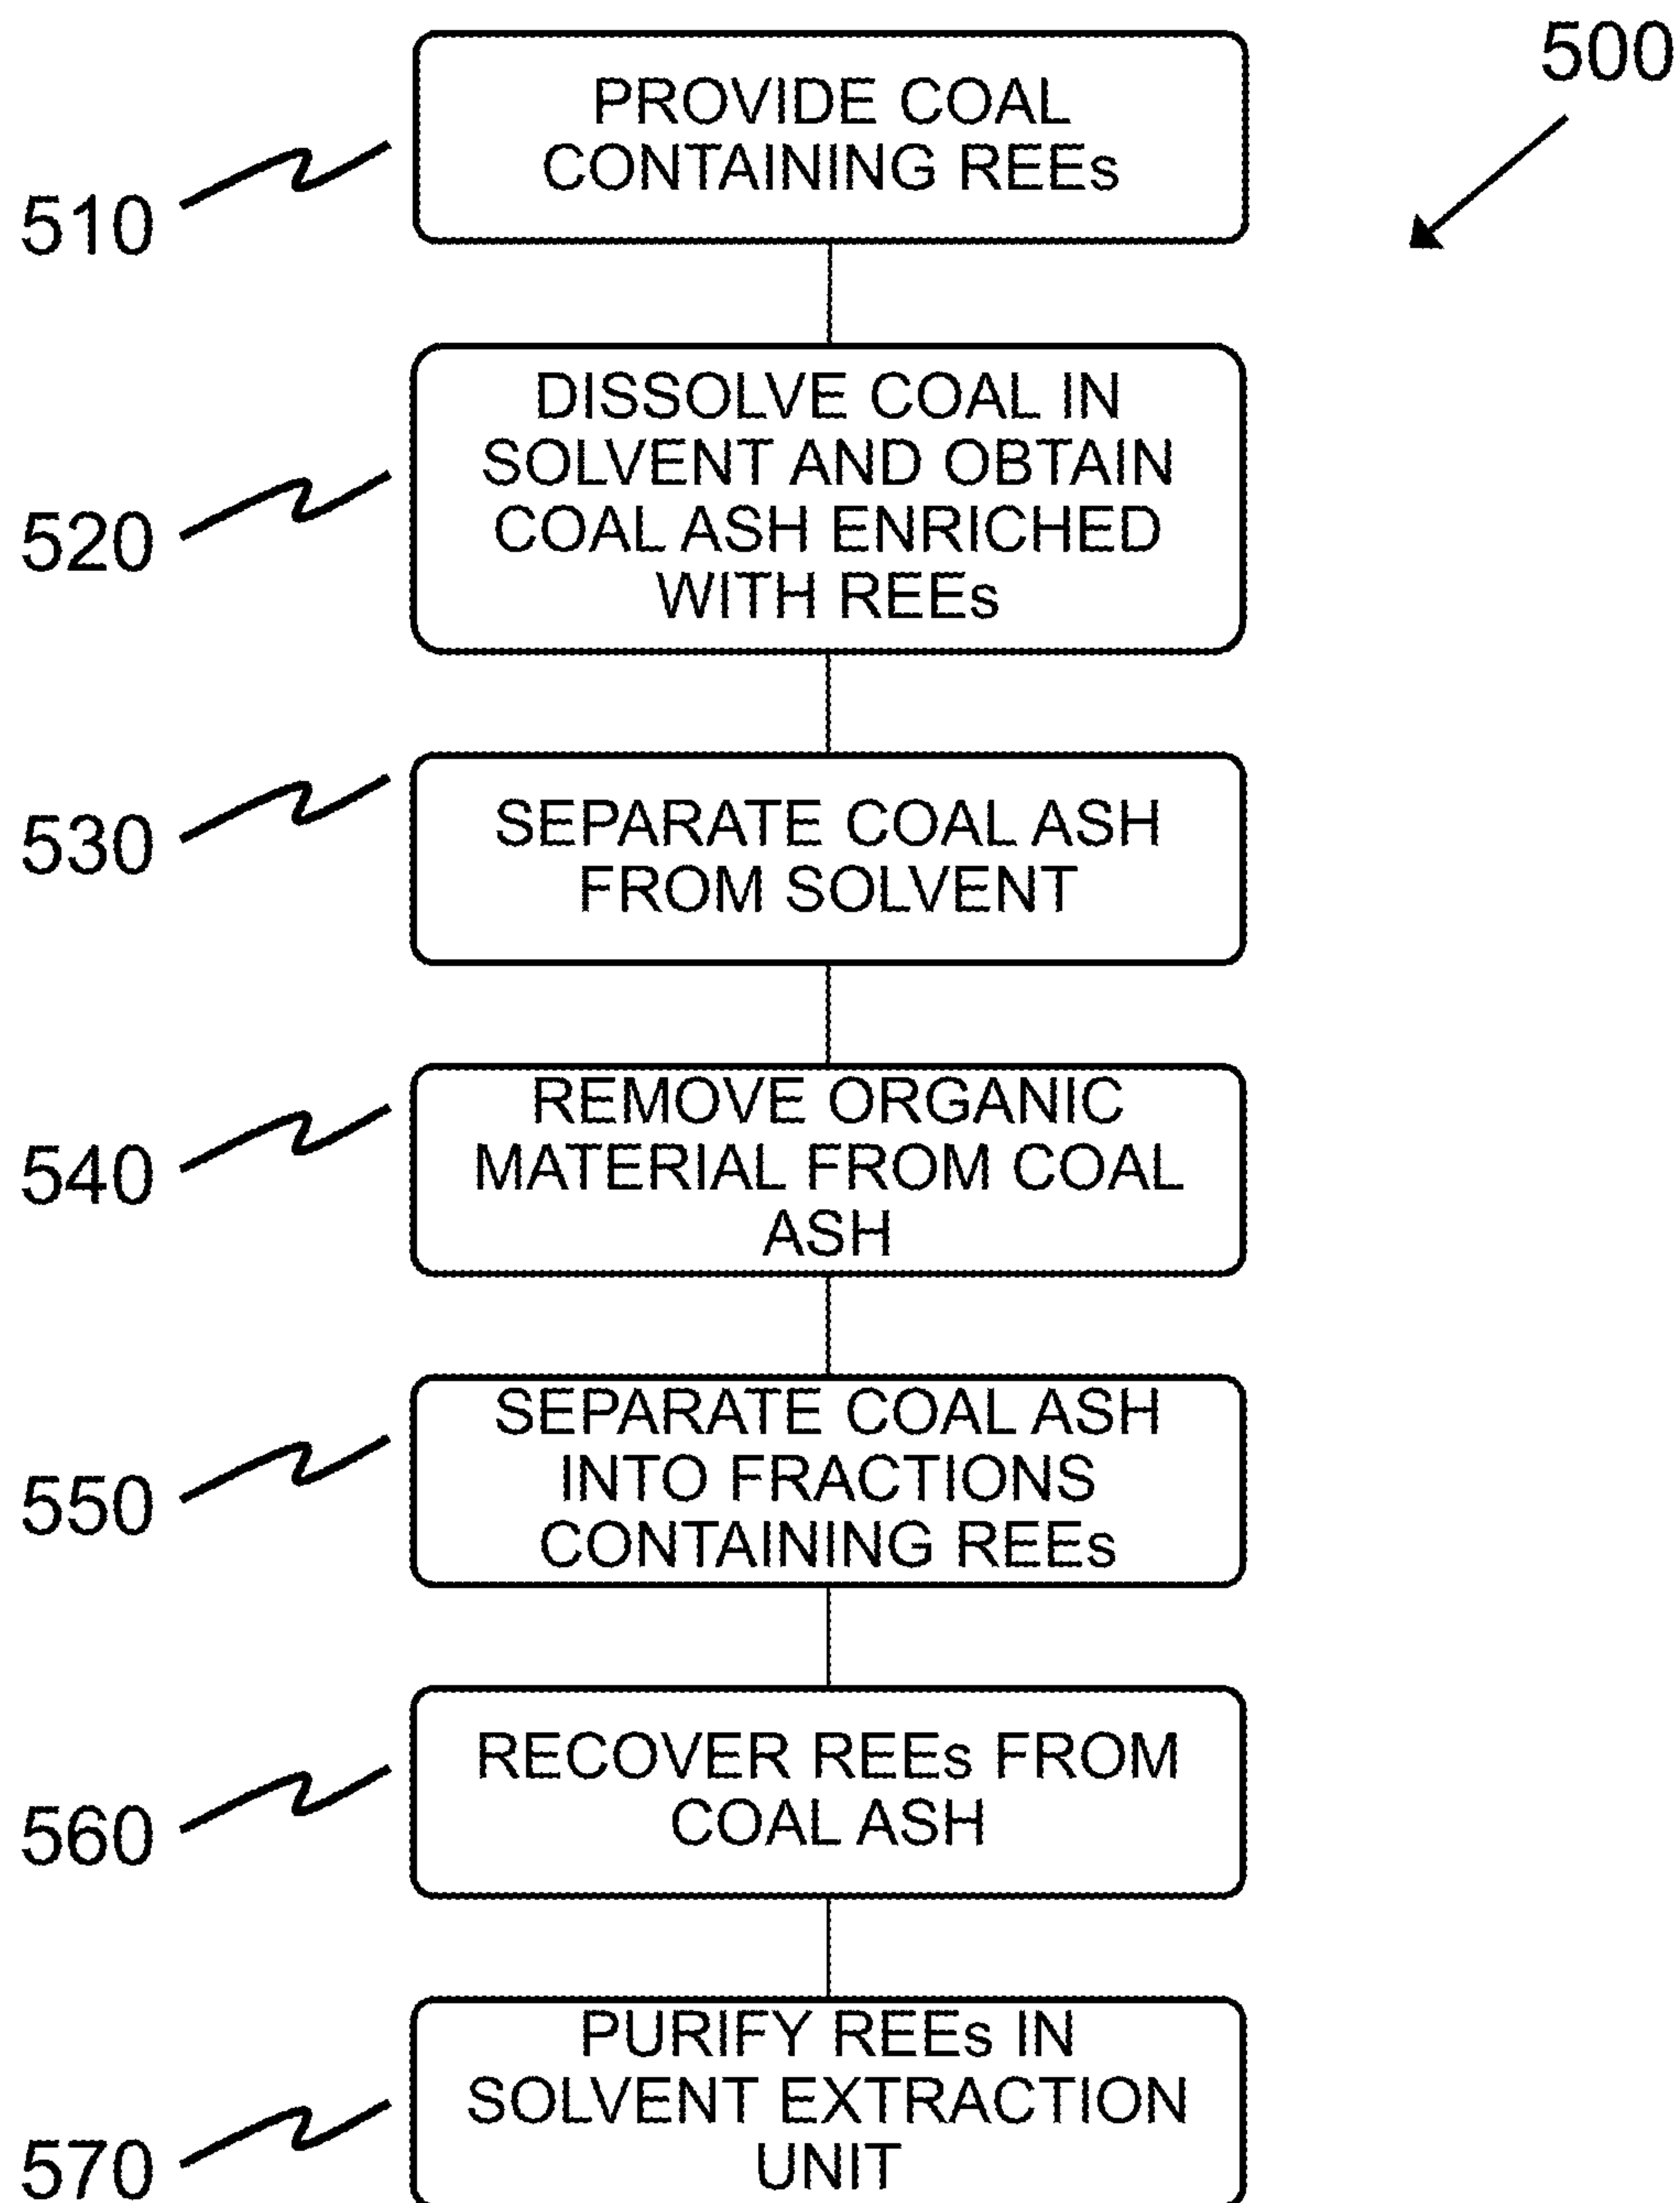 500
PROVIDE COAL
CONTAINING REEs
510
DISSOLVE COAL IN
SOLVENT AND OBTAIN
COAL ASH ENRICHED
WITH REEs
520
SEPARATE COAL ASH
FROM SOLVENT
530
REMOVE ORGANIC
MATERIAL FROM COAL
ASH
540
SEPARATE COAL ASH
INTO FRACTIONS
CONTAINING REEs
550
RECOVER REEs FROM
COAL ASH
560
PURIFY REEs IN
SOLVENT EXTRACTION
UNIT
570